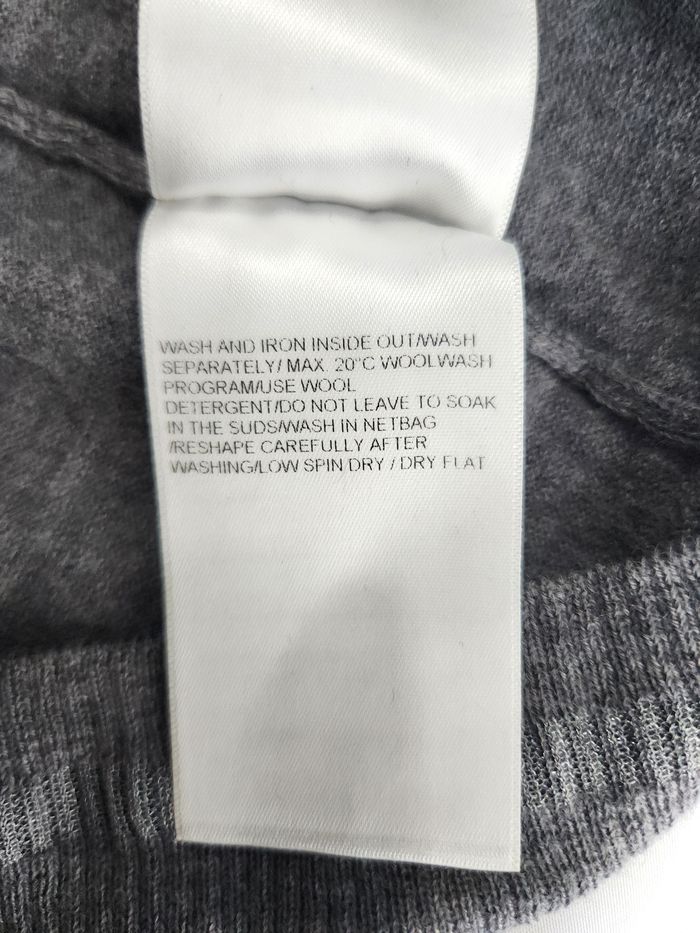 WASH AND IRON INSIDE OUT/WASH
SEPARATELY/ MAX. 20°C WOOLWASH
PROGRAM/USE WOOL
DETERGENT/DO NOT LEAVE TO SOAK
IN THE SUDS/WASH IN NETBAG
/RESHAPE CAREFULLY AFTER
WASHING/LOW SPIN DRY / DRY FLAT